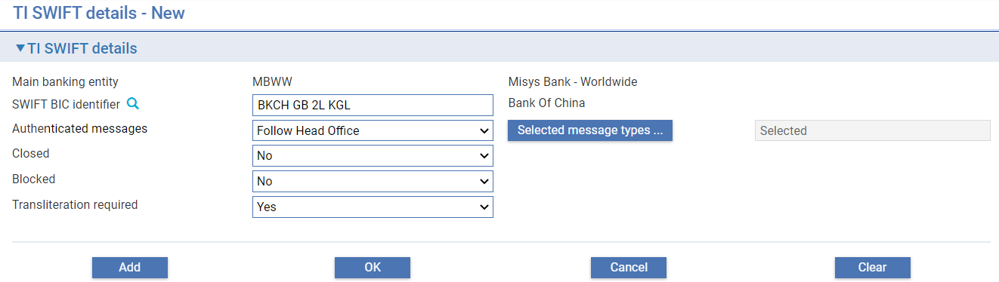 TI SWIFT details - New
TI SWIFT details
Main banking entity MBWW Misys Bank - Worldwide
SWIFT BIC identifier BKCH GB 2L KGL Bank Of China
Authenticated messages Follow Head Office Selected message types ... Selected
Closed No
Blocked No
Transliteration required Yes
Add OK Cancel Clear